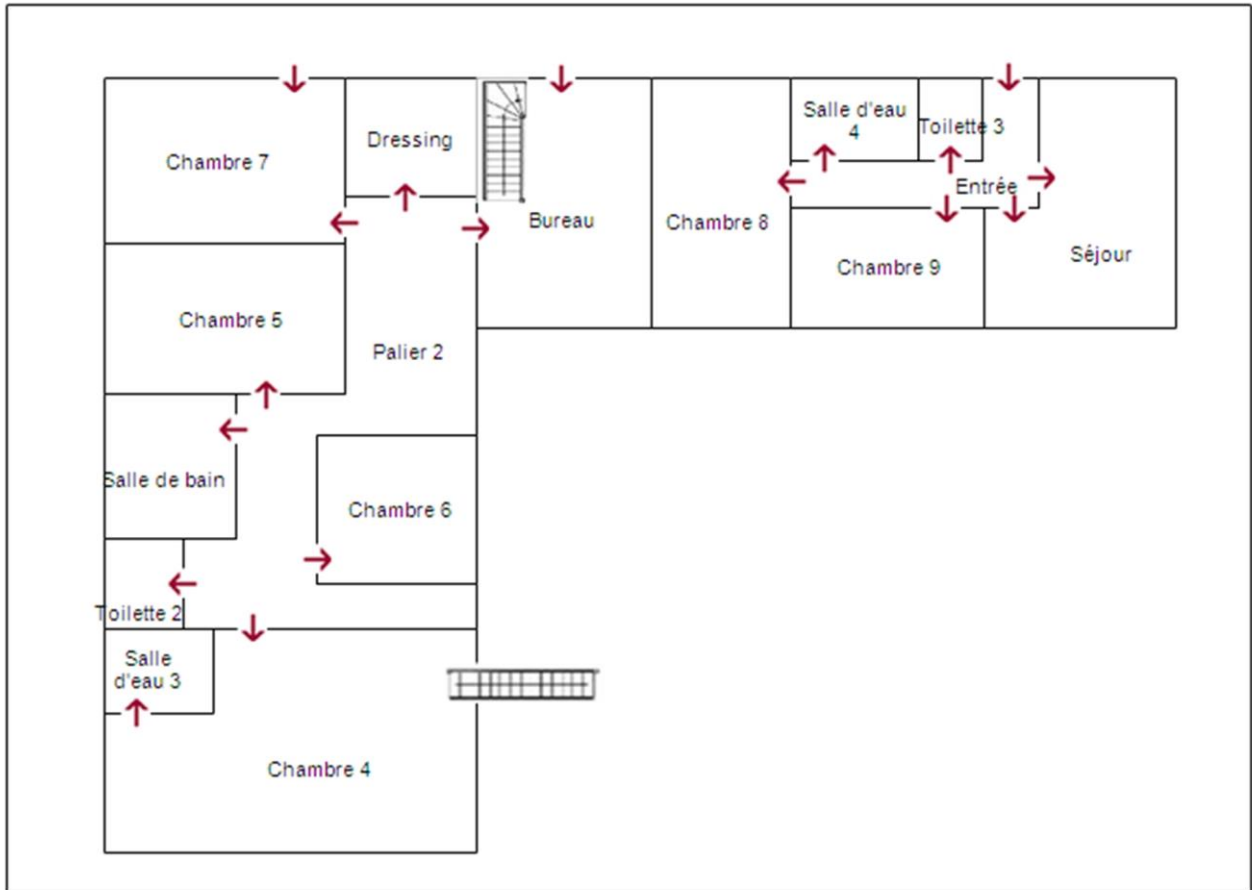 Salle d'eau
4
Toilette 3
Dressing
Chambre 7
Entrée
Bureau
Chambre 8
Séjour
Chambre 9
Chambre 5
Palier 2
Salle de bain
Chambre 6
Toilette 2
Salle
d'eau 3
Chambre 4